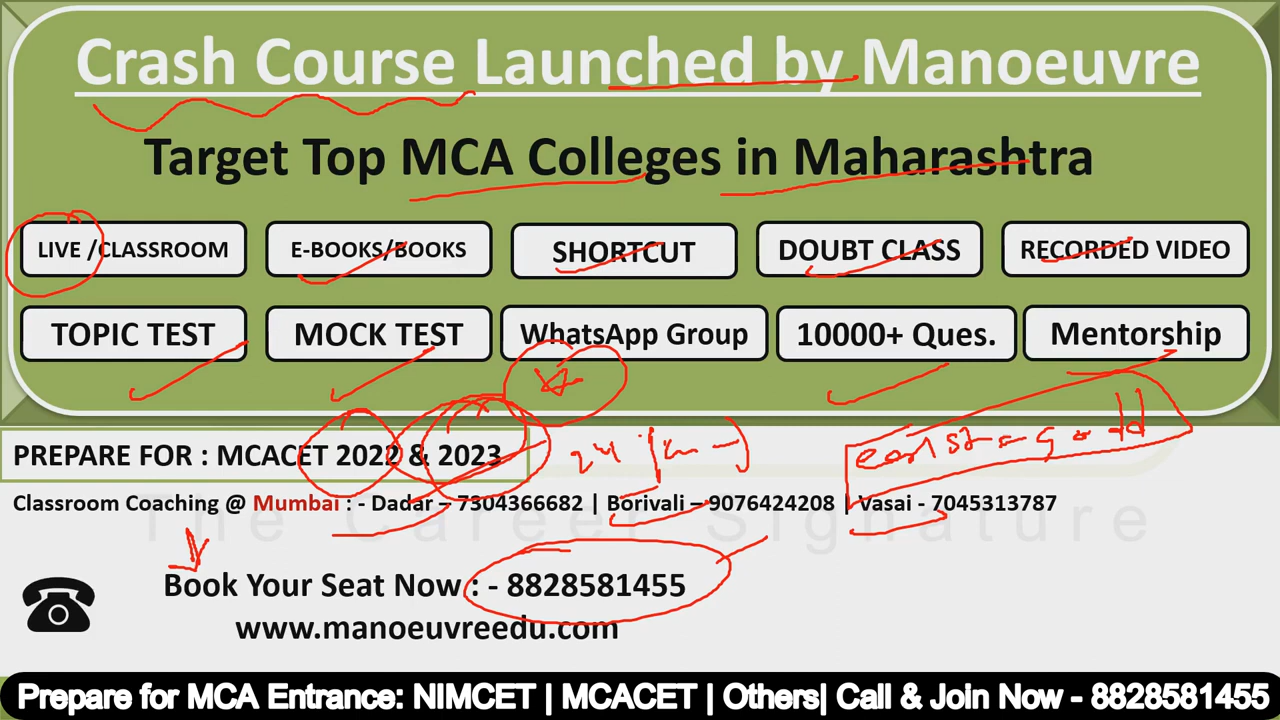 Crash Course Launched by Manoeuvre
Target Top MCA Colleges in Maharashtra
LIVE /CLASSROOM E-BOOKS/BOOKS SHORTCUT DOUBT CLASS RECORDED VIDEO
TOPIC TEST MOCK TEST WhatsApp Group 10000+ Ques. Mentorship
PREPARE FOR : MCACET 2022 & 2023
Classroom Coaching @ Mumbai : - Dadar – 7304366682 | Borivali – 9076424208 | Vasai - 7045313787
The Career Signature
Book Your Seat Now : - 8828581455
www.manoeuvreedu.com
Prepare for MCA Entrance: NIMCET | MCACET | Others| Call & Join Now - 8828581455